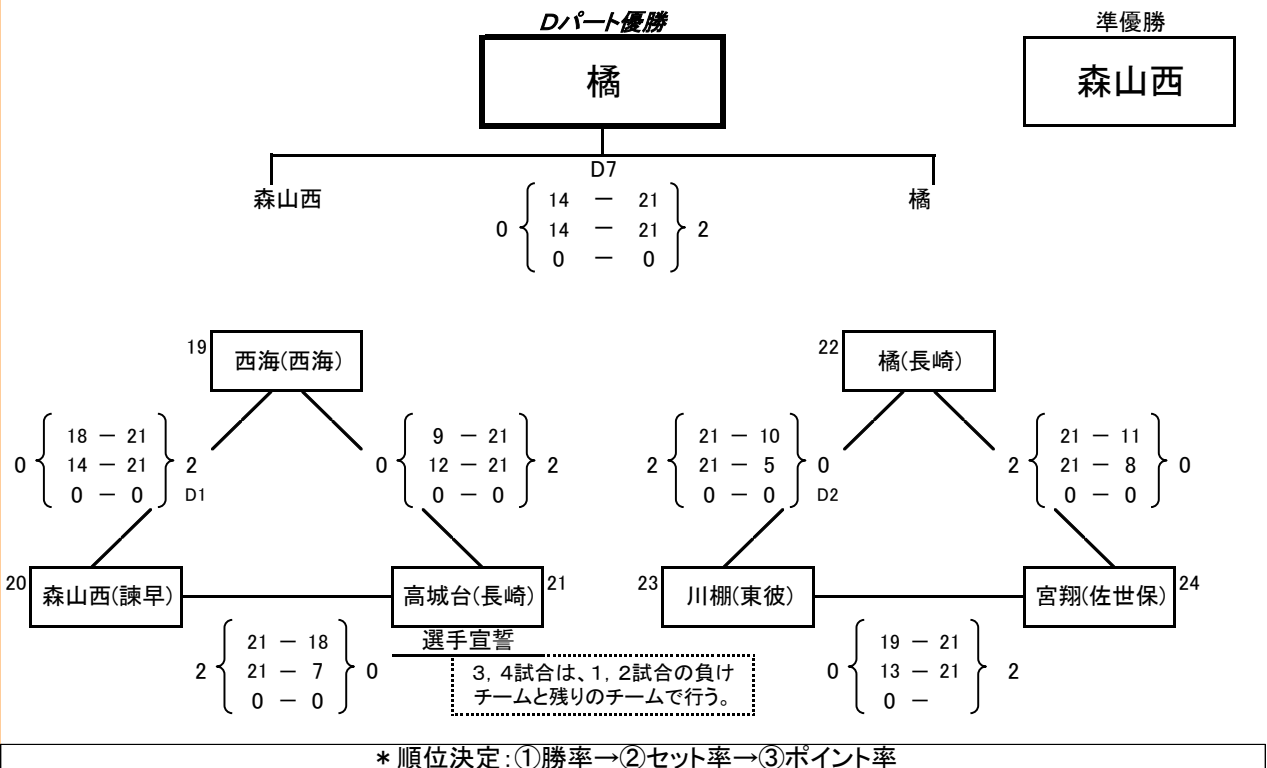 Dパート優勝
準優勝
橘
森山西
D7
森山西
橘
0 14 － 21 2
14 － 21
0 － 0
19
西海(西海)
22
橘(長崎)
0 18 － 21 2
14 － 21
0 － 0
D1
0 9 － 21 2
12 － 21
0 － 0
2 21 － 10 0
21 － 5
0 － 0
D2
2 21 － 11 0
21 － 8
0 － 0
20
森山西(諫早)
高城台(長崎)
21
23
川棚(東彼)
宮翔(佐世保)
24
選手宣誓
2 21 － 18 0
21 － 7
0 － 0
3，4試合は、1，2試合の負け
チームと残りのチームで行う。
0 19 － 21 2
13 － 21
0 －
＊順位決定：①勝率→②セット率→③ポイント率